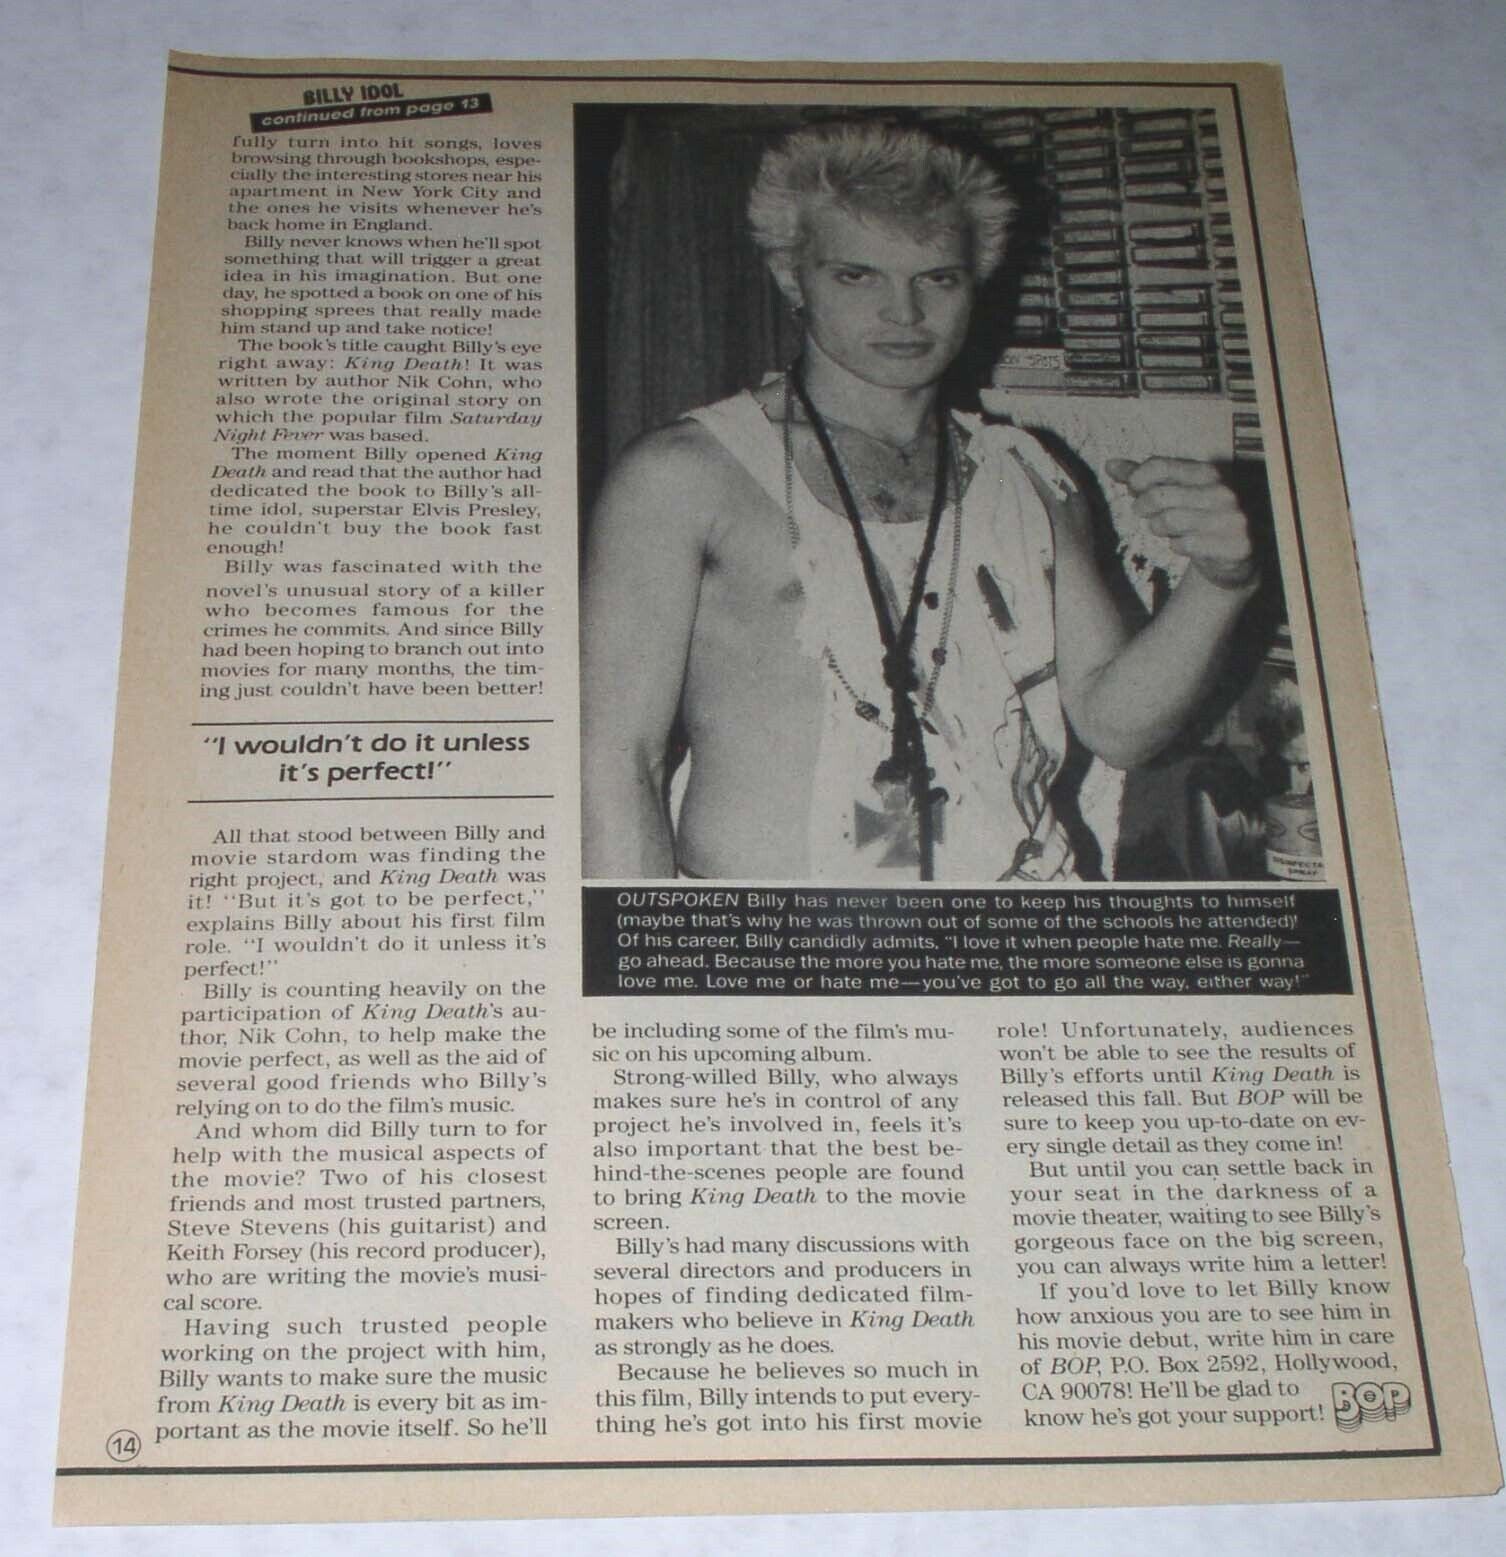 BILLY IDOL
continued from page 13
fully turn into hit songs, loves
browsing through bookshops, espe-
cially the interesting stores near his
apartment in New York City and
the ones he visits whenever he's
back home in England.
Billy never knows when he'll spot
something that will trigger a great
idea in his imagination. But one
day, he spotted a book on one of his
shopping sprees that really made
him stand up and take notice!
The book's title caught Billy's eye
right away: King Death! It was
written by author Nik Cohn, who
also wrote the original story on
which the popular film Saturday
Night Fever was based.
The moment Billy opened King
Death and read that the author had
dedicated the book to Billy's all-
time idol, superstar Elvis Presley,
he couldn't buy the book fast
enough!
Billy was fascinated with the
novel's unusual story of a killer
who becomes famous for the
crimes he commits. And since Billy
had been hoping to branch out into
movies for many months, the tim-
ing just couldn't have been better!
"I wouldn't do it unless
it's perfect!"
All that stood between Billy and
movie stardom was finding the
right project, and King Death was
it! "But it's got to be perfect,"
explains Billy about his first film
role. "I wouldn't do it unless it's
perfect!"
Billy is counting heavily on the
participation of King Death's au-
thor, Nik Cohn, to help make the
movie perfect, as well as the aid of
several good friends who Billy's
relying on to do the film's music.
And whom did Billy turn to for
help with the musical aspects of
the movie? Two of his closest
friends and most trusted partners,
Steve Stevens (his guitarist) and
Keith Forsey (his record producer),
who are writing the movie's musi-
cal score.
Having such trusted people
working on the project with him,
Billy wants to make sure the music
from King Death is every bit as im-
portant as the movie itself. So he'll
14
SPOTS
DISINFECTANT
SPRAY
OUTSPOKEN Billy has never been one to keep his thoughts to himself
(maybe that's why he was thrown out of some of the schools he attended)!
Of his career, Billy candidly admits, "I love it when people hate me. Really—
go ahead. Because the more you hate me, the more someone else is gonna
love me. Love me or hate me—you've got to go all the way, either way!"
be including some of the film's mu-
sic on his upcoming album.
Strong-willed Billy, who always
makes sure he's in control of any
project he's involved in, feels it's
also important that the best be-
hind-the-scenes people are found
to bring King Death to the movie
screen.
Billy's had many discussions with
several directors and producers in
hopes of finding dedicated film-
makers who believe in King Death
as strongly as he does.
Because he believes so much in
this film, Billy intends to put every-
thing he's got into his first movie
role! Unfortunately, audiences
won't be able to see the results of
Billy's efforts until King Death is
released this fall. But BOP will be
sure to keep you up-to-date on ev-
ery single detail as they come in!
But until you can settle back in
your seat in the darkness of a
movie theater, waiting to see Billy's
gorgeous face on the big screen,
you can always write him a letter!
If you'd love to let Billy know
how anxious you are to see him in
his movie debut, write him in care
of BOP, P.O. Box 2592, Hollywood,
CA 90078! He'll be glad to
know he's got your support!
BOP